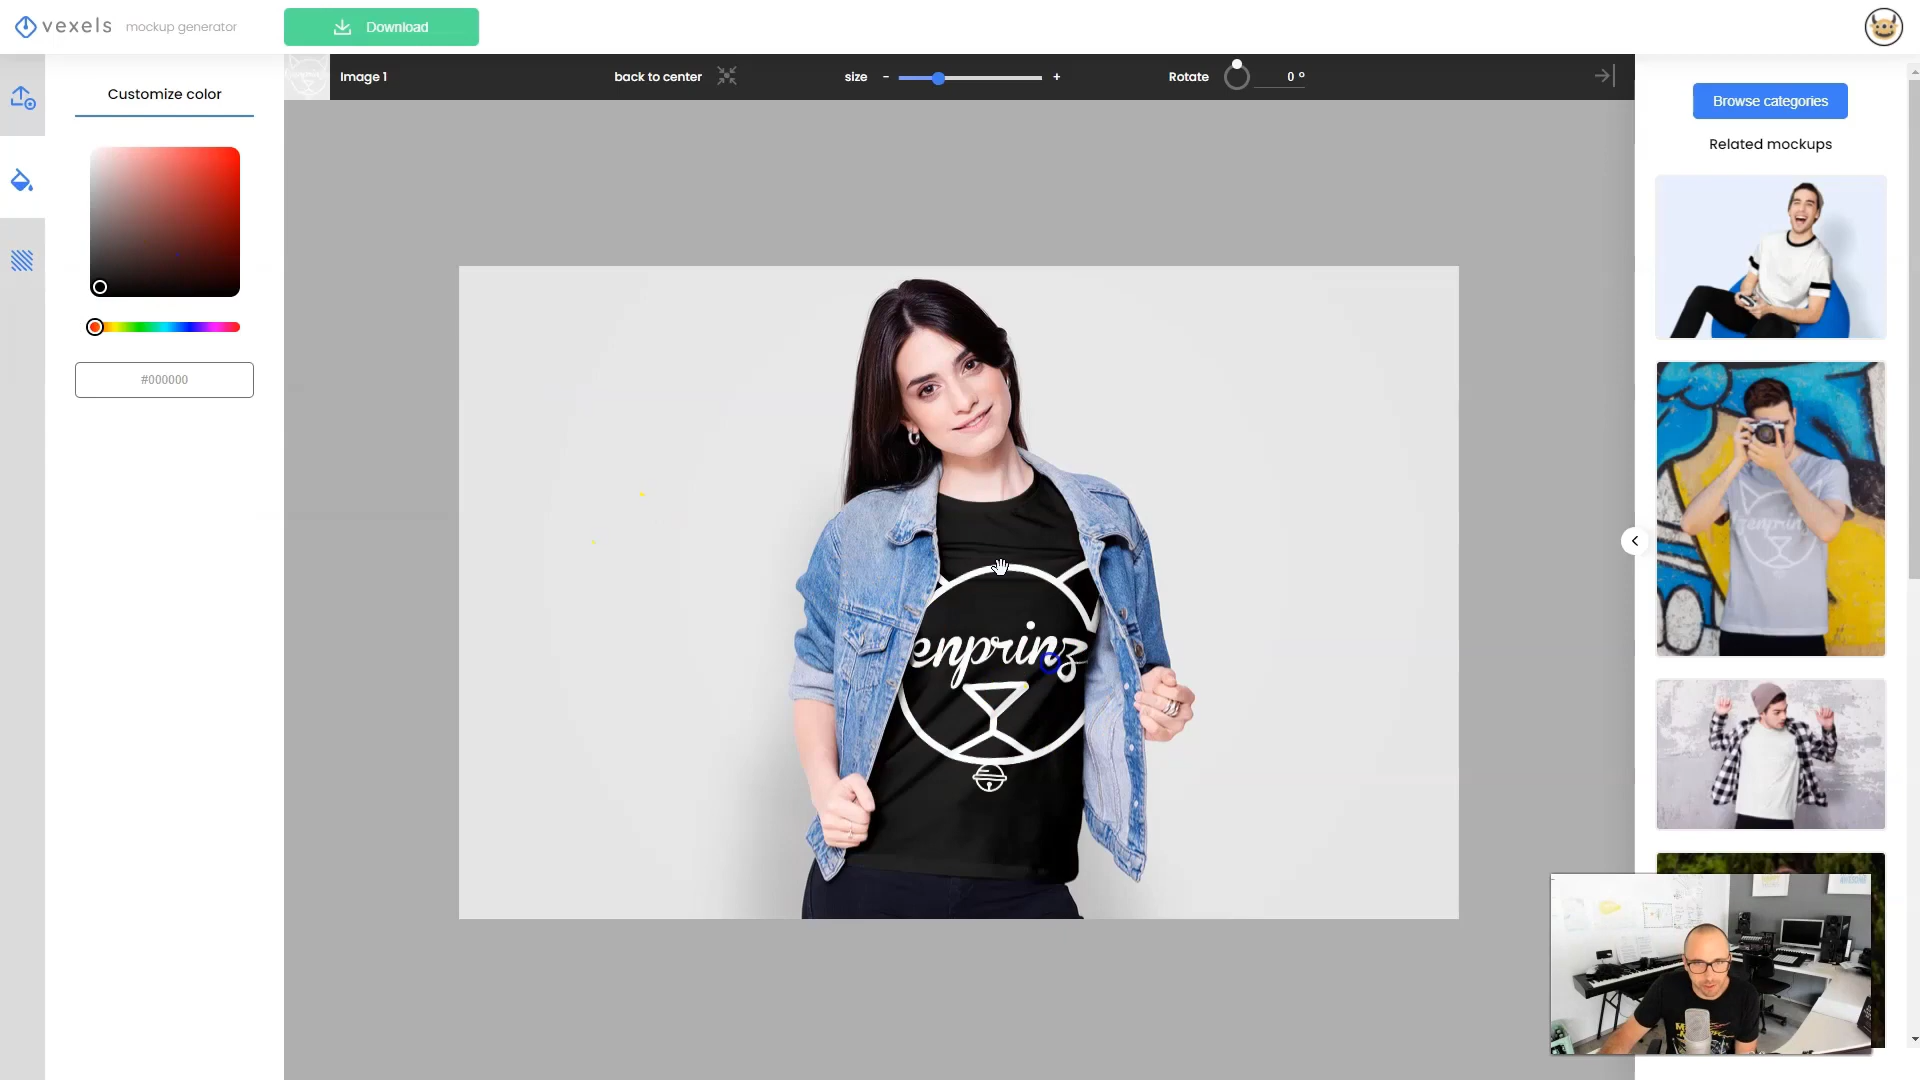 vexels mockup generator
Download
Customize color
Image 1
back to center
size - +
Rotate 0 º
Browse categories
Related mockups
#000000
enprinz
enprin